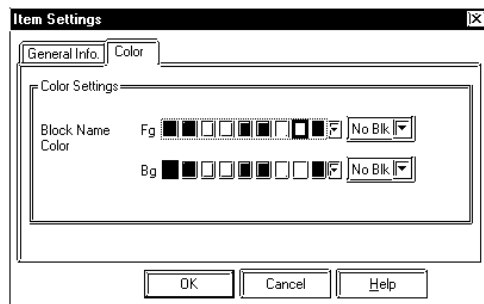 Item Settings
General Info. Color
Color Settings
Block Name Color Fg No Blk
Bg No Blk
OK Cancel Help